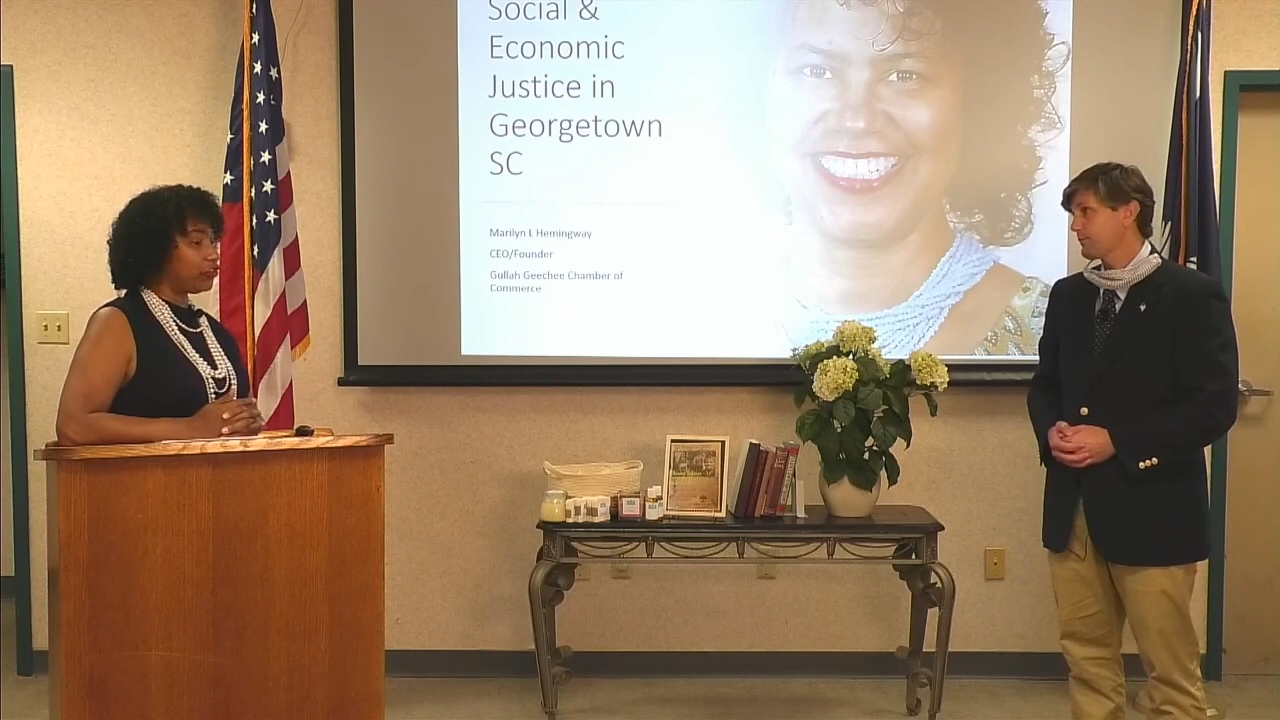 Social &
Economic
Justice in
Georgetown
SC
Marilyn L Hemingway
CEO/Founder
Gullah Geechee Chamber of
Commerce